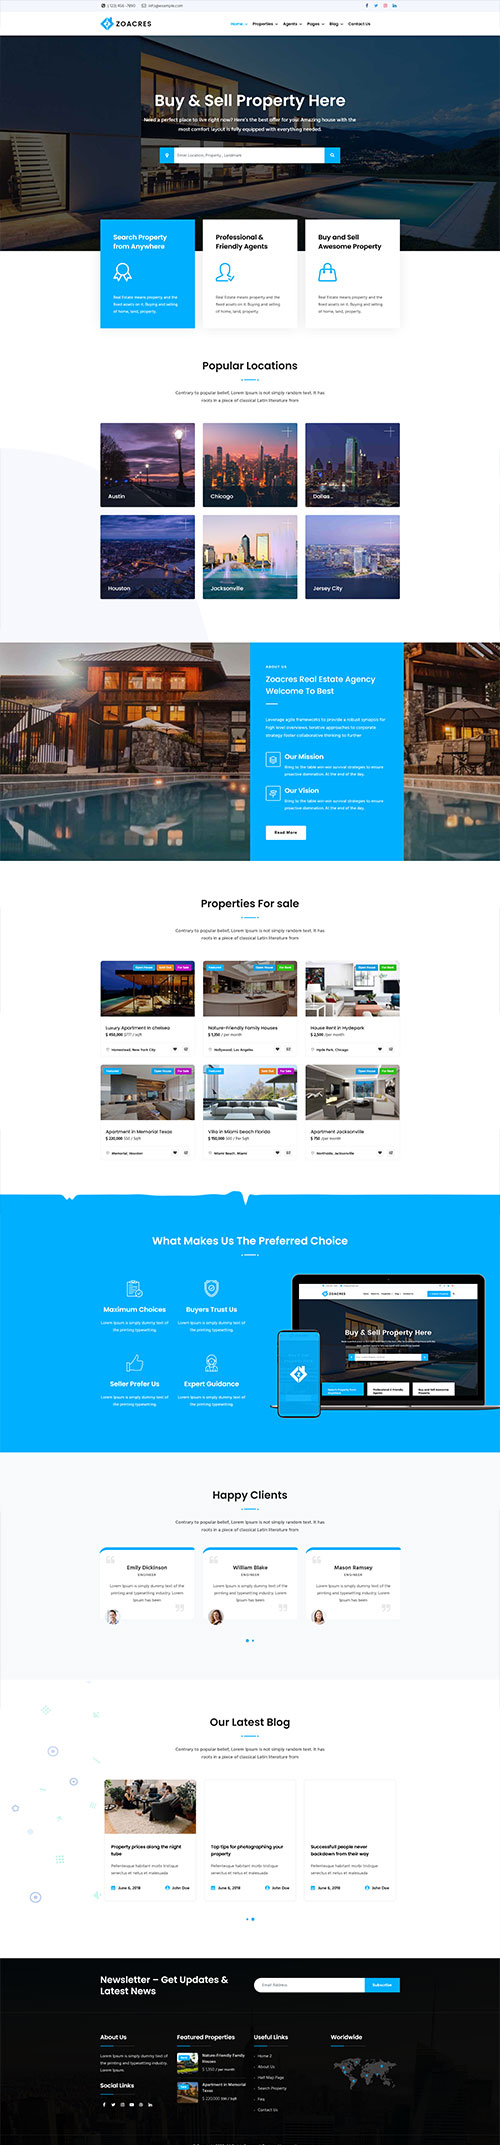 (123) 456 -7890 info@example.com
ZOACRES
Home Properties Agents Pages Blog Contact Us
Buy & Sell Property Here
Need a perfect place to live right now? Here's the best offer for you! Amazing house with the
most comfort layout is fully equipped with everything needed.
Enter Location, Property , Landmark
Search Property
from Anywhere
Real Estate means property and the
fixed assets on it. Buying and selling
of home, land, property.
Professional &
Friendly Agents
Real Estate means property and the
fixed assets on it. Buying and selling
of home, land, property.
Buy and Sell
Awesome Property
Real Estate means property and the
fixed assets on it. Buying and selling
of home, land, property.
Popular Locations
Contrary to popular belief, Lorem Ipsum is not simply random text. It has
roots in a piece of classical Latin literature from
Austin
Chicago
Dallas
Houston
Jacksonville
Jersey City
ABOUT US
Zoacres Real Estate Agency
Welcome To Best
Leverage agile frameworks to provide a robust synopsis for
high level overviews. Iterative approaches to corporate
strategy foster collaborative thinking to further
Our Mission
Bring to the table win-win survival strategies to ensure
proactive domination. At the end of the day,
Our Vision
Bring to the table win-win survival strategies to ensure
proactive domination. At the end of the day,
Read More
Properties For sale
Contrary to popular belief, Lorem Ipsum is not simply random text. It has
roots in a piece of classical Latin literature from
Open House Sold Out For Sale
Luxury Apartment in chelsea
$ 450,000 $777 / sqft
Homestead, New York City
Featured Open House For Rent
Nature-Friendly Family Houses
$ 1,350 / per month
Hollywood, Los Angeles
Open House For Rent
House Rent in Hydepark
$ 2,500 /per month
Hyde Park, Chicago
Featured Open House For Sale
Apartment in Memorial Texas
$ 220,000 $50 / Sqft
Memorial, Houston
For Sale
Villa in Miami beach Florida
$ 150,000 $60 / Per Sqft
Miami Beach, Miami
Open House For Rent
Apartment Jacksonville
$ 750 /per month
Northside, Jacksonville
What Makes Us The Preferred Choice
Maximum Choices
Lorem Ipsum is simply dummy text of
the printing typesetting.
Buyers Trust Us
Lorem Ipsum is simply dummy text of
the printing typesetting.
Seller Prefer Us
Lorem Ipsum is simply dummy text of
the printing typesetting.
Expert Guidance
Lorem Ipsum is simply dummy text of
the printing typesetting.
ZOACRES
Buy & Sell Property Here
Happy Clients
Contrary to popular belief, Lorem Ipsum is not simply random text. It has
roots in a piece of classical Latin literature from
Emily Dickinson
ENGINEER
Lorem Ipsum is simply dummy text of the
printing and typesetting industry. Lorem
Ipsum has been
William Blake
ENGINEER
Lorem Ipsum is simply dummy text of the
printing and typesetting industry. Lorem
Ipsum has been
Mason Ramsey
ENGINEER
Lorem Ipsum is simply dummy text of the
printing and typesetting industry. Lorem
Ipsum has been
Our Latest Blog
Contrary to popular belief, Lorem Ipsum is not simply random text. It has
roots in a piece of classical Latin literature from
Property prices along the night
tube
Pellentesque habitant morbi tristique
senectus et netus et malesuada
June 6, 2018 John Doe
Top tips for photographing your
property
Pellentesque habitant morbi tristique
senectus et netus et malesuada
June 6, 2018 John Doe
Successfull people never
backdown from their way
Pellentesque habitant morbi tristique
senectus et netus et malesuada
June 6, 2018 John Doe
Newsletter – Get Updates &
Latest News
Email Address
Subscribe
About Us
Lorem Ipsum is simply dummy text of
the printing and typesetting industry.
Lorem Ipsum.
Social Links
Featured Properties
Nature-Friendly Family
Houses
$ 1,350 / per month
Apartment in Memorial
Texas
$ 220,000 $50 / Sqft
Useful Links
Home 2
About Us
Half Map Page
Search Property
Faq
Contact Us
Worldwide